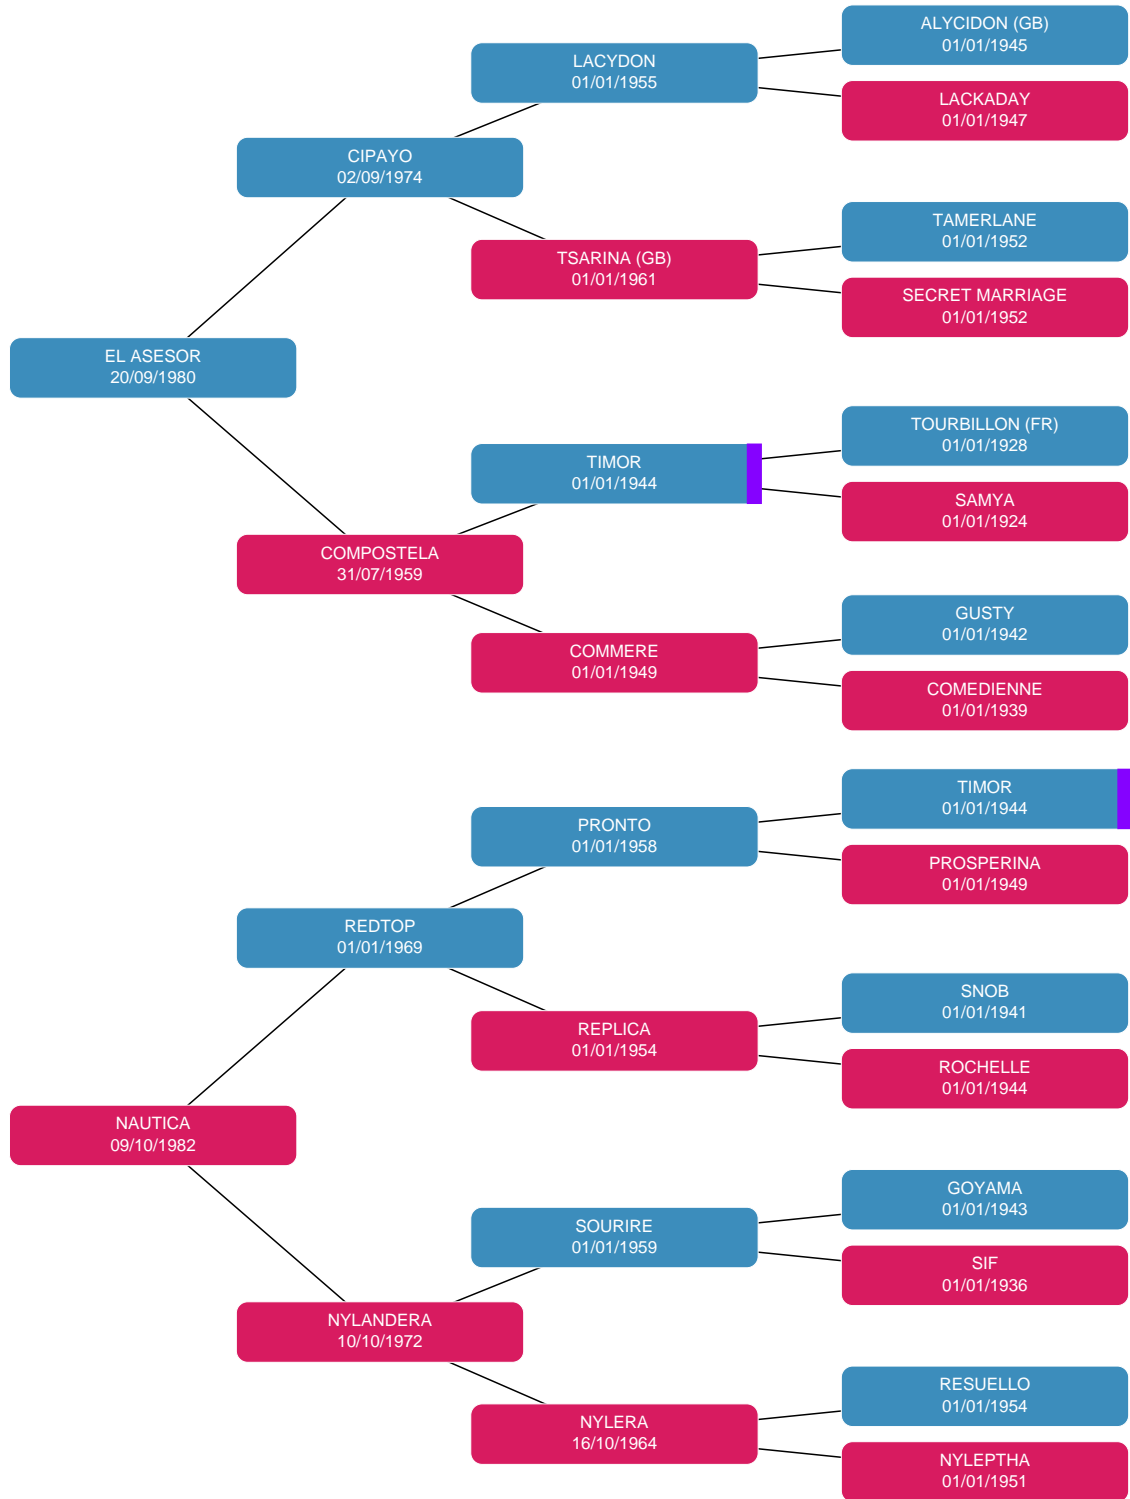 ALYCIDON (GB)
01/01/1945
LACYDON
01/01/1955
LACKADAY
01/01/1947
CIPAYO
02/09/1974
TAMERLANE
01/01/1952
TSARINA (GB)
01/01/1961
SECRET MARRIAGE
01/01/1952
EL ASESOR
20/09/1980
TOURBILLON (FR)
01/01/1928
TIMOR
01/01/1944
SAMYA
01/01/1924
COMPOSTELA
31/07/1959
GUSTY
01/01/1942
COMMERE
01/01/1949
COMEDIENNE
01/01/1939
TIMOR
01/01/1944
PRONTO
01/01/1958
PROSPERINA
01/01/1949
REDTOP
01/01/1969
SNOB
01/01/1941
REPLICA
01/01/1954
ROCHELLE
01/01/1944
NAUTICA
09/10/1982
GOYAMA
01/01/1943
SOURIRE
01/01/1959
SIF
01/01/1936
NYLANDERA
10/10/1972
RESUELLO
01/01/1954
NYLERA
16/10/1964
NYLEPTHA
01/01/1951